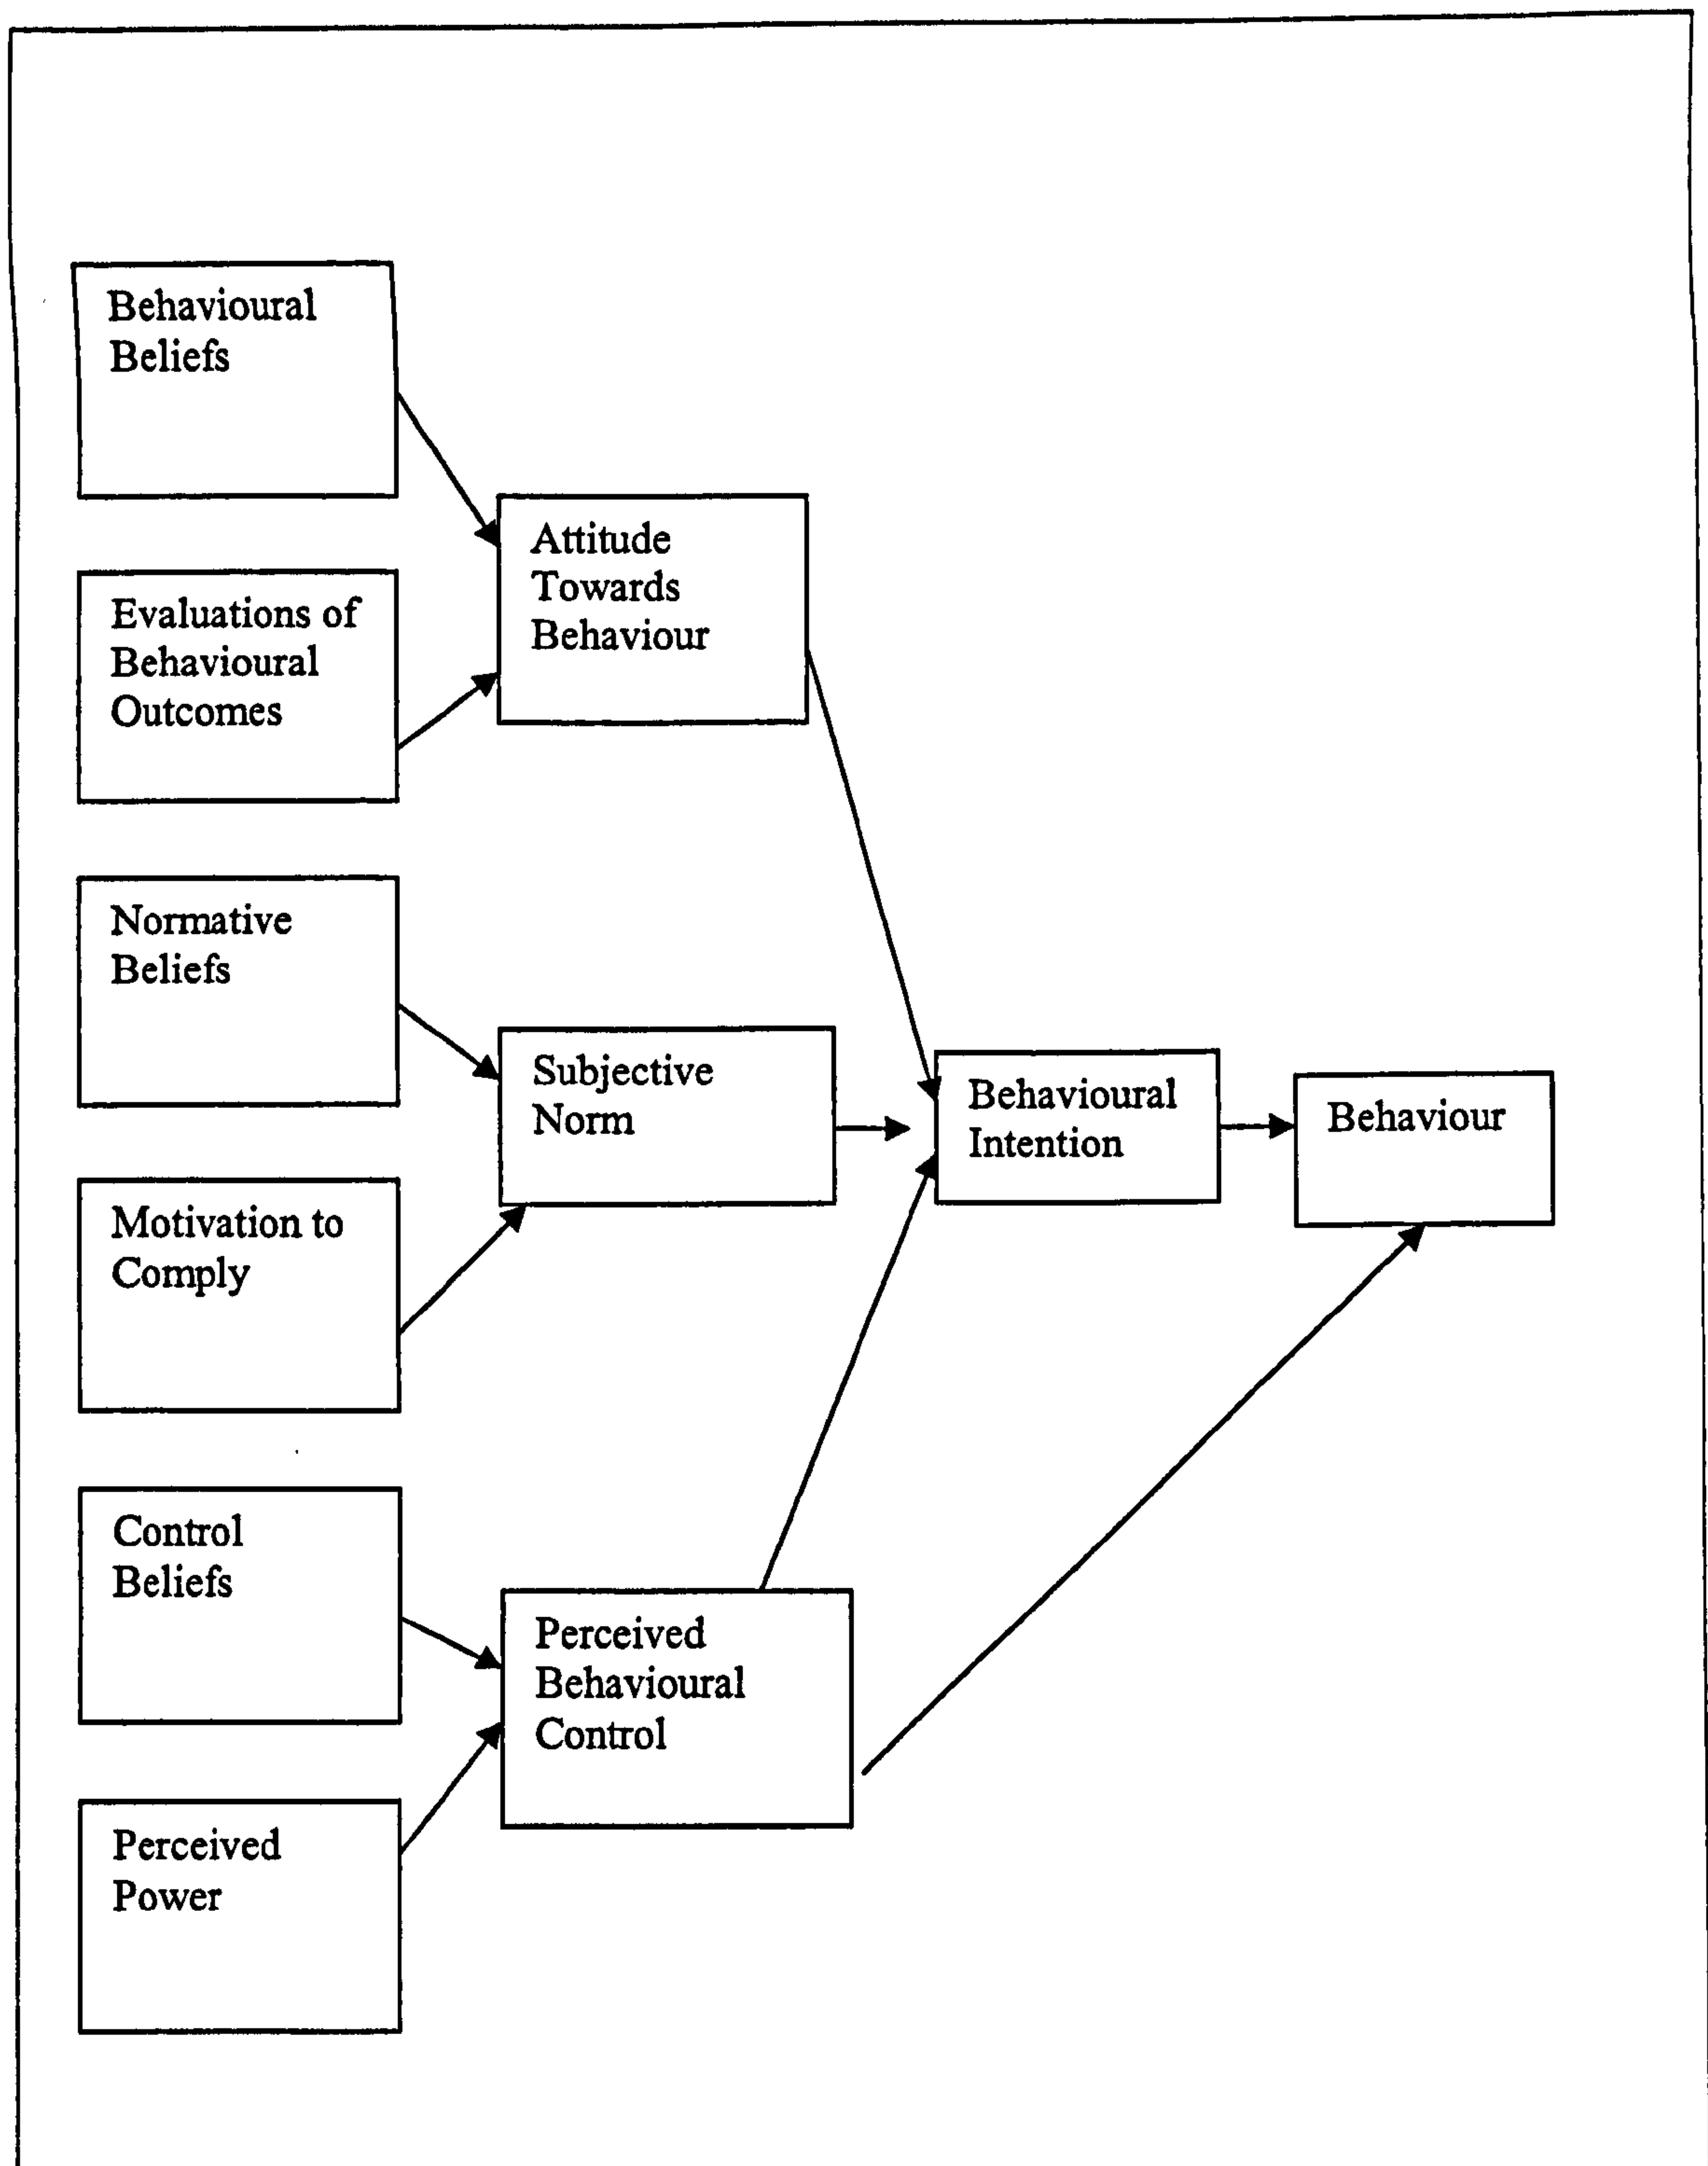 Behavioural
Beliefs
Evaluations of
Behavioural
Outcomes
Attitude
Towards
Behaviour
Normative
Beliefs
Subjective
Norm
Motivation to
Comply
Behavioural
Intention
Behaviour
Control
Beliefs
Perceived
Behavioural
Control
Perceived
Power